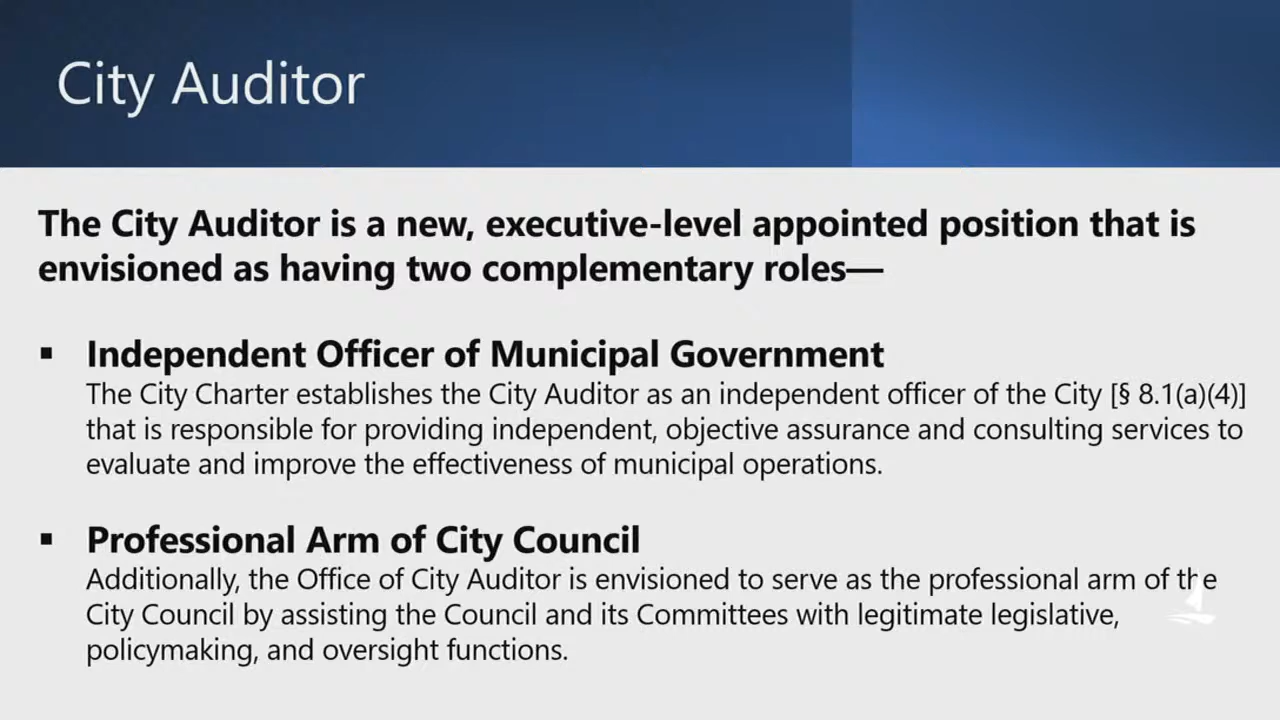 City Auditor
The City Auditor is a new, executive-level appointed position that is
envisioned as having two complementary roles—
▪ Independent Officer of Municipal Government
The City Charter establishes the City Auditor as an independent officer of the City [§ 8.1(a)(4)]
that is responsible for providing independent, objective assurance and consulting services to
evaluate and improve the effectiveness of municipal operations.
▪ Professional Arm of City Council
Additionally, the Office of City Auditor is envisioned to serve as the professional arm of the
City Council by assisting the Council and its Committees with legitimate legislative,
policymaking, and oversight functions.